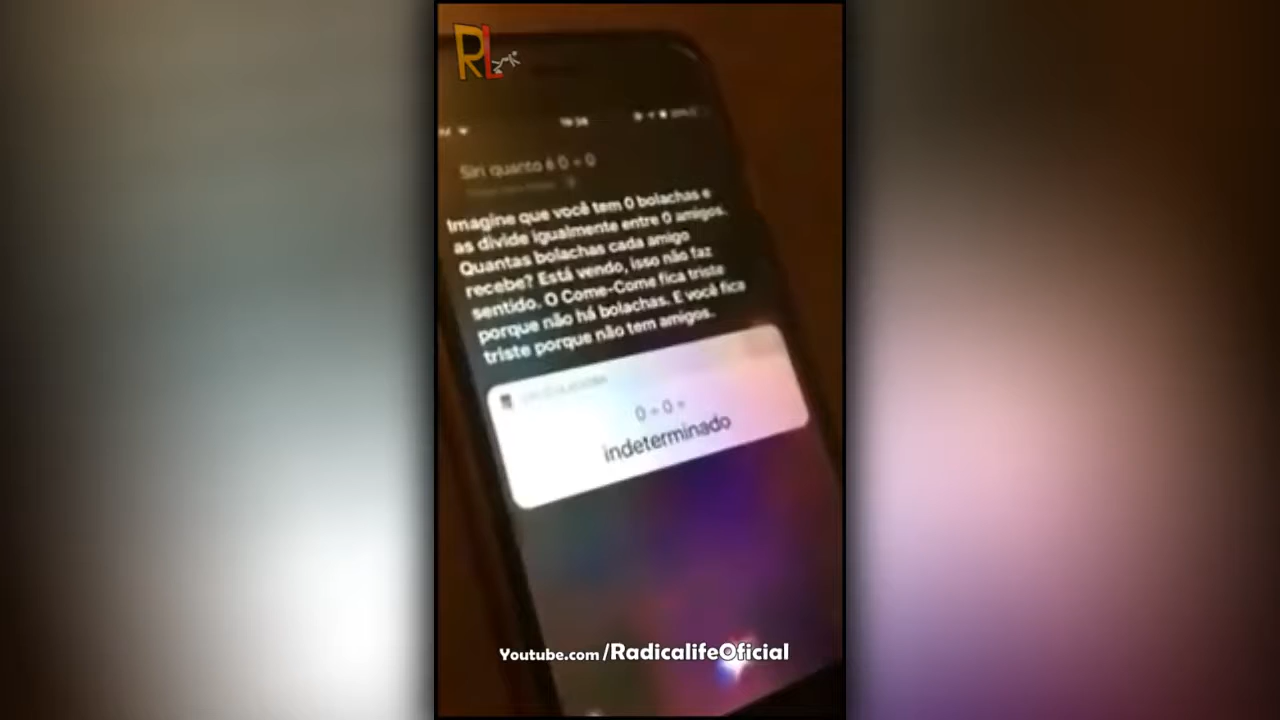 RL
19:38
Siri quanto é 0 ÷ 0
Imagine que você tem 0 bolachas e
as divide igualmente entre 0 amigos.
Quantas bolachas cada amigo
recebe? Está vendo, isso não faz
sentido. O Come-Come fica triste
porque não há bolachas. E você fica
triste porque não tem amigos.
0 ÷ 0 =
indeterminado
Youtube.com/RadicalifeOficial